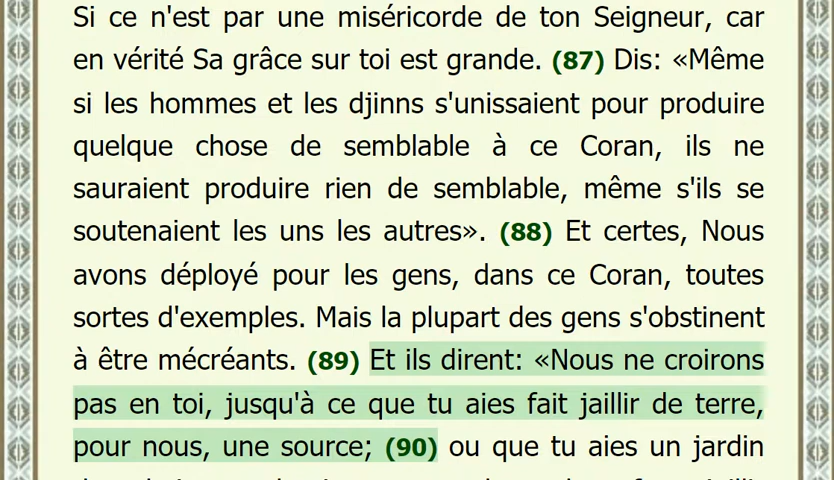 Si ce n'est par une miséricorde de ton Seigneur, car
en vérité Sa grâce sur toi est grande. (87) Dis: «Même
si les hommes et les djinns s'unissaient pour produire
quelque chose de semblable à ce Coran, ils ne
sauraient produire rien de semblable, même s'ils se
soutenaient les uns les autres». (88) Et certes, Nous
avons déployé pour les gens, dans ce Coran, toutes
sortes d'exemples. Mais la plupart des gens s'obstinent
à être mécréants. (89) Et ils dirent: «Nous ne croirons
pas en toi, jusqu'à ce que tu aies fait jaillir de terre,
pour nous, une source; (90) ou que tu aies un jardin